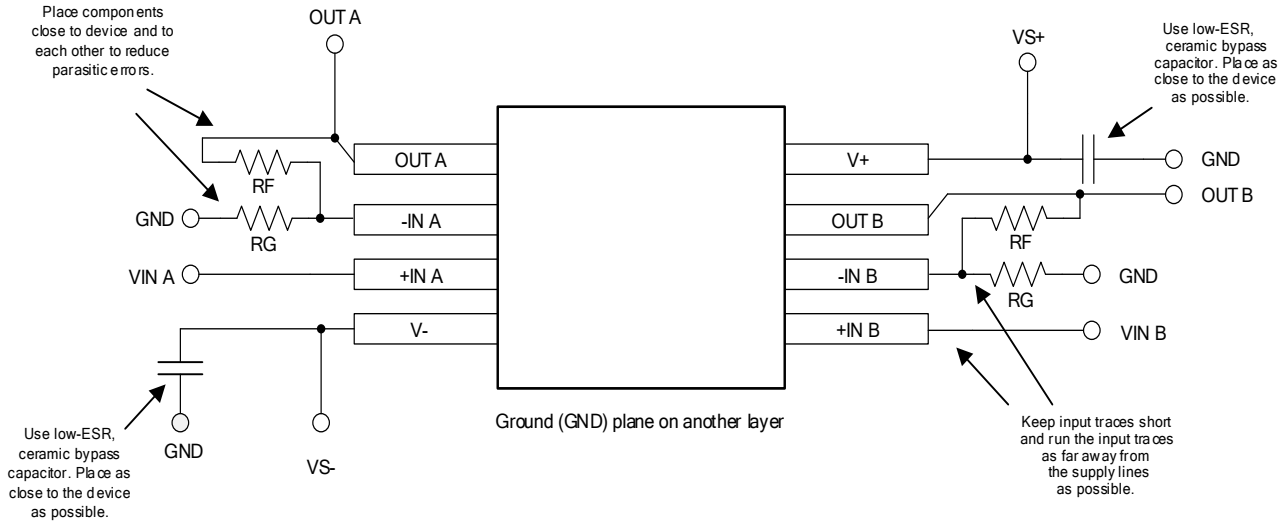 Place components
close to device and to
each other to reduce
parasitic errors.
OUT A
VS+
Use low-ESR,
ceramic bypass
capacitor. Place as
close to the device
as possible.
OUT A
V+
GND
RF
OUT B
GND
-IN A
OUT B
RG
RF
VIN A
+IN A
-IN B
GND
RG
V-
+IN B
VIN B
Ground (GND) plane on another layer
Use low-ESR,
ceramic bypass
capacitor. Place as
close to the device
as possible.
GND
VS-
Keep input traces short
and run the input traces
as far away from
the supply lines
as possible.